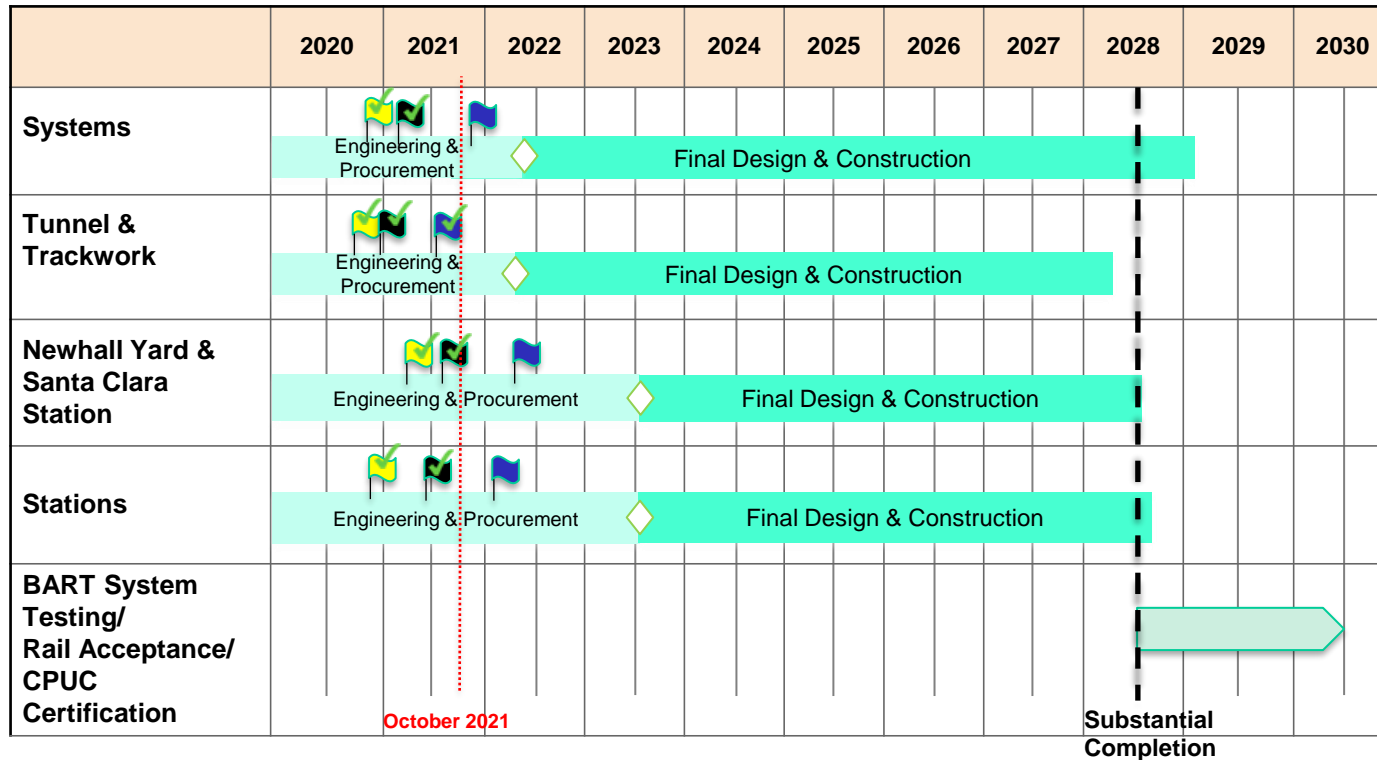 2020 2021 2022 2023 2024 2025 2026 2027 2028 2029 2030
Systems
Engineering &
Procurement
Final Design & Construction
Tunnel &
Trackwork
Engineering &
Procurement
Final Design & Construction
Newhall Yard &
Santa Clara
Station
Engineering & Procurement
Final Design & Construction
Stations
Engineering & Procurement
Final Design & Construction
BART System
Testing/
Rail Acceptance/
CPUC
Certification
October 2021
Substantial
Completion